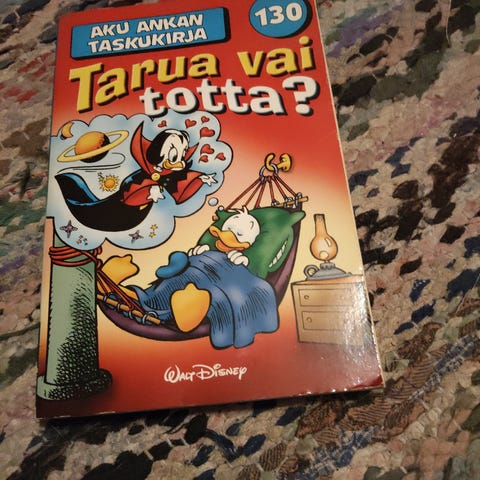 AKU ANKAN
TASKUKIRJA
130
Tarua vai
totta?
WALT DISNEY